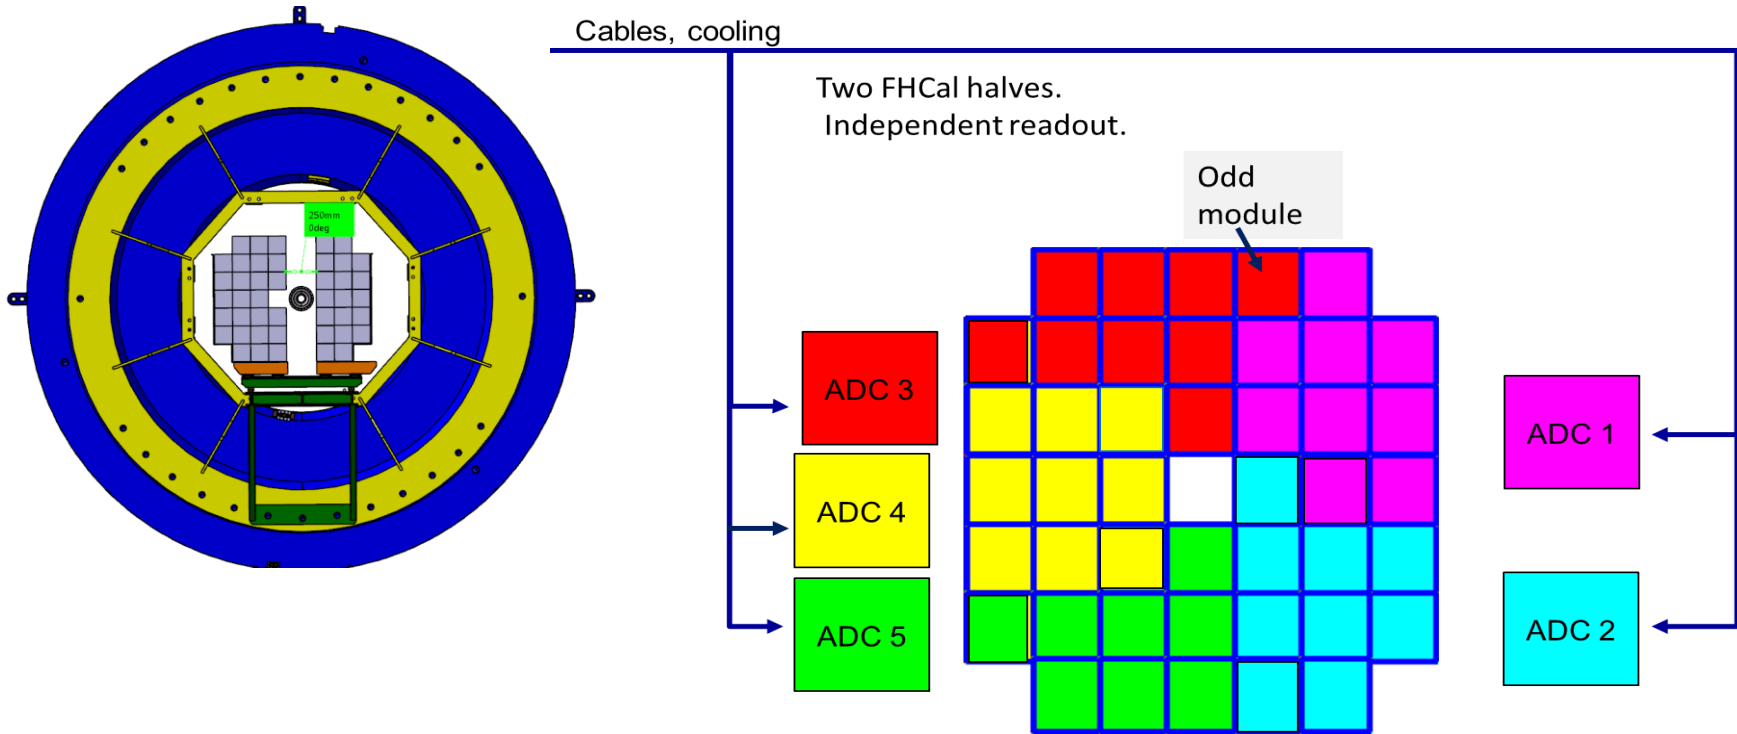 Cables, cooling
Two FHCal halves.
Independent readout.
Odd
module
250mm
0deg
ADC 3
ADC 4
ADC 5
ADC 1
ADC 2